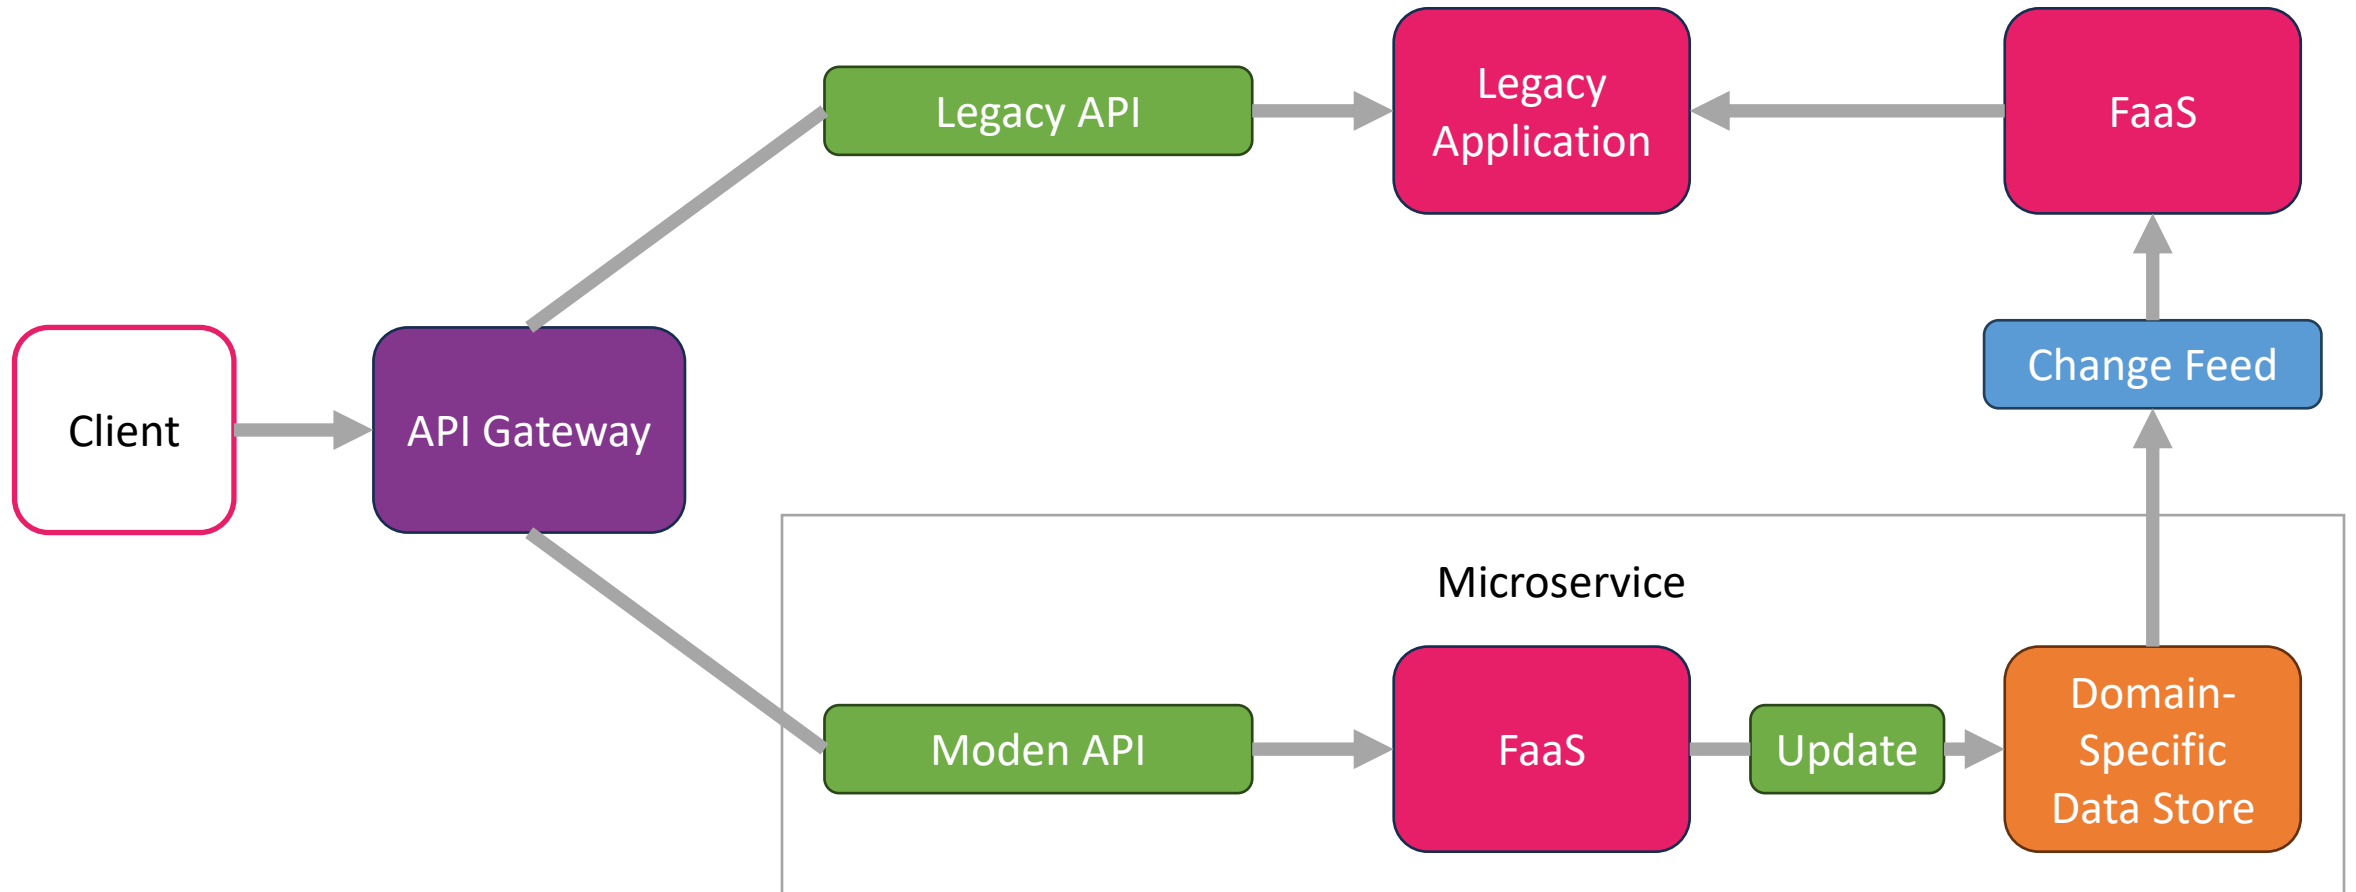 Legacy API
Legacy
Application
FaaS
Client
API Gateway
Change Feed
Microservice
Moden API
FaaS
Update
Domain-
Specific
Data Store